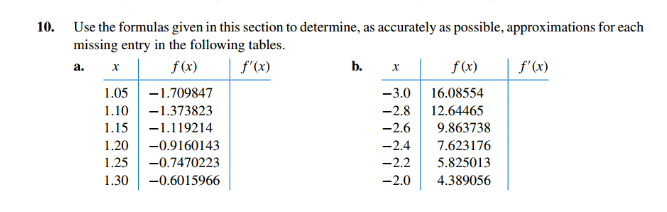 10. Use the formulas given in this section to determine, as accurately as possible, approximations for each
missing entry in the following tables.
a. x f(x) f′(x) b. x f(x) f′(x)
1.05 −1.709847 −3.0 16.08554
1.10 −1.373823 −2.8 12.64465
1.15 −1.119214 −2.6 9.863738
1.20 −0.9160143 −2.4 7.623176
1.25 −0.7470223 −2.2 5.825013
1.30 −0.6015966 −2.0 4.389056